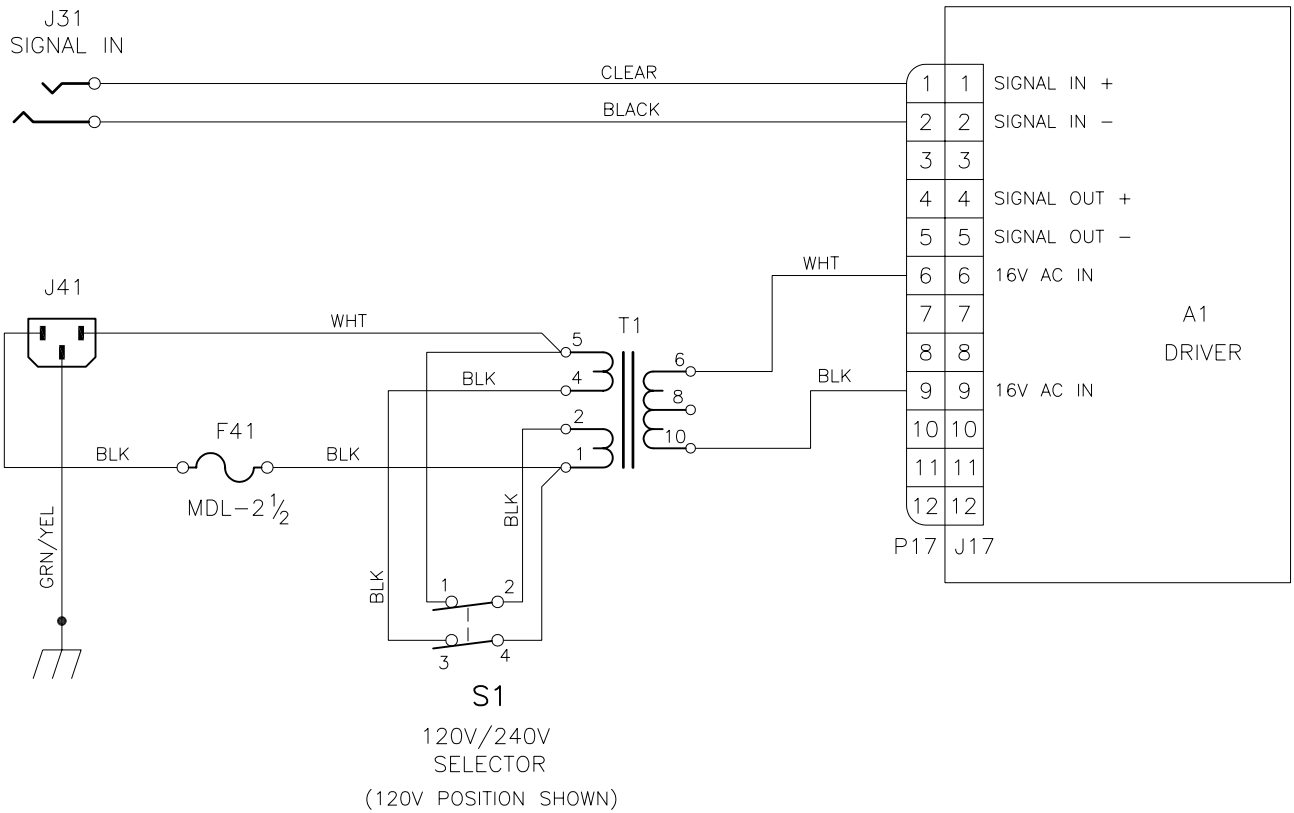 J31
SIGNAL IN
CLEAR
BLACK
1 1 SIGNAL IN +
2 2 SIGNAL IN −
3 3
4 4 SIGNAL OUT +
5 5 SIGNAL OUT −
6 6 16V AC IN
7 7
8 8
9 9 16V AC IN
10 10
11 11
12 12
P17 J17
A1
DRIVER
WHT
BLK
J41
WHT
T1
5
4
2
1
6
8
10
BLK
F41
BLK
BLK
MDL−2 ½
GRN/YEL
BLK
BLK
1 2
3 4
S1
120V/240V
SELECTOR
(120V POSITION SHOWN)